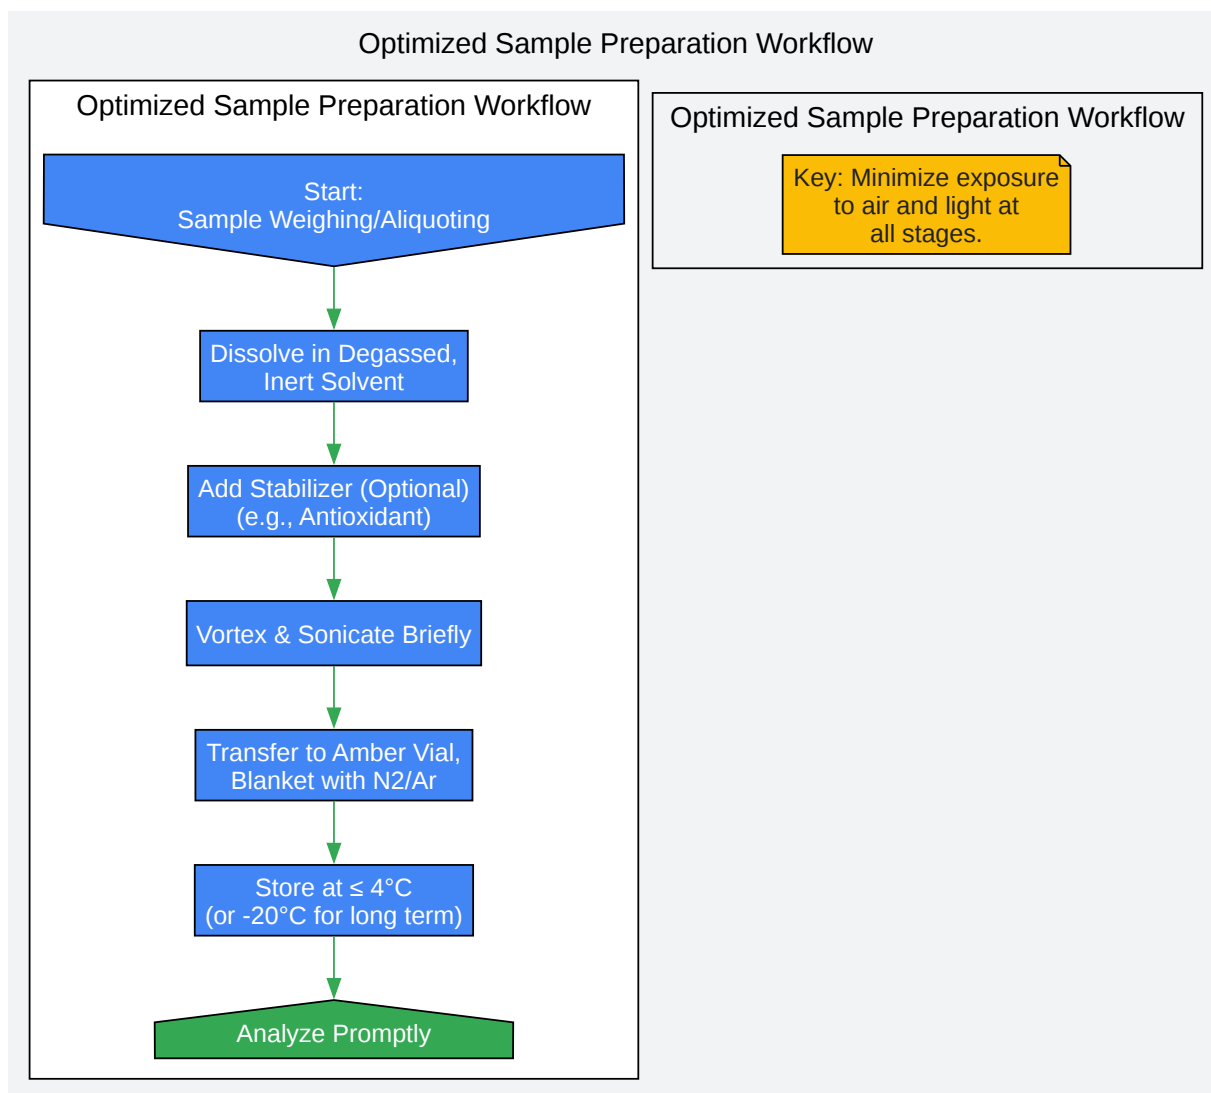 Optimized Sample Preparation Workflow
Optimized Sample Preparation Workflow
Start:
Sample Weighing/Aliquoting
Dissolve in Degassed,
Inert Solvent
Add Stabilizer (Optional)
(e.g., Antioxidant)
Vortex & Sonicate Briefly
Transfer to Amber Vial,
Blanket with N2/Ar
Store at ≤ 4°C
(or -20°C for long term)
Analyze Promptly
Optimized Sample Preparation Workflow
Key: Minimize exposure
to air and light at
all stages.